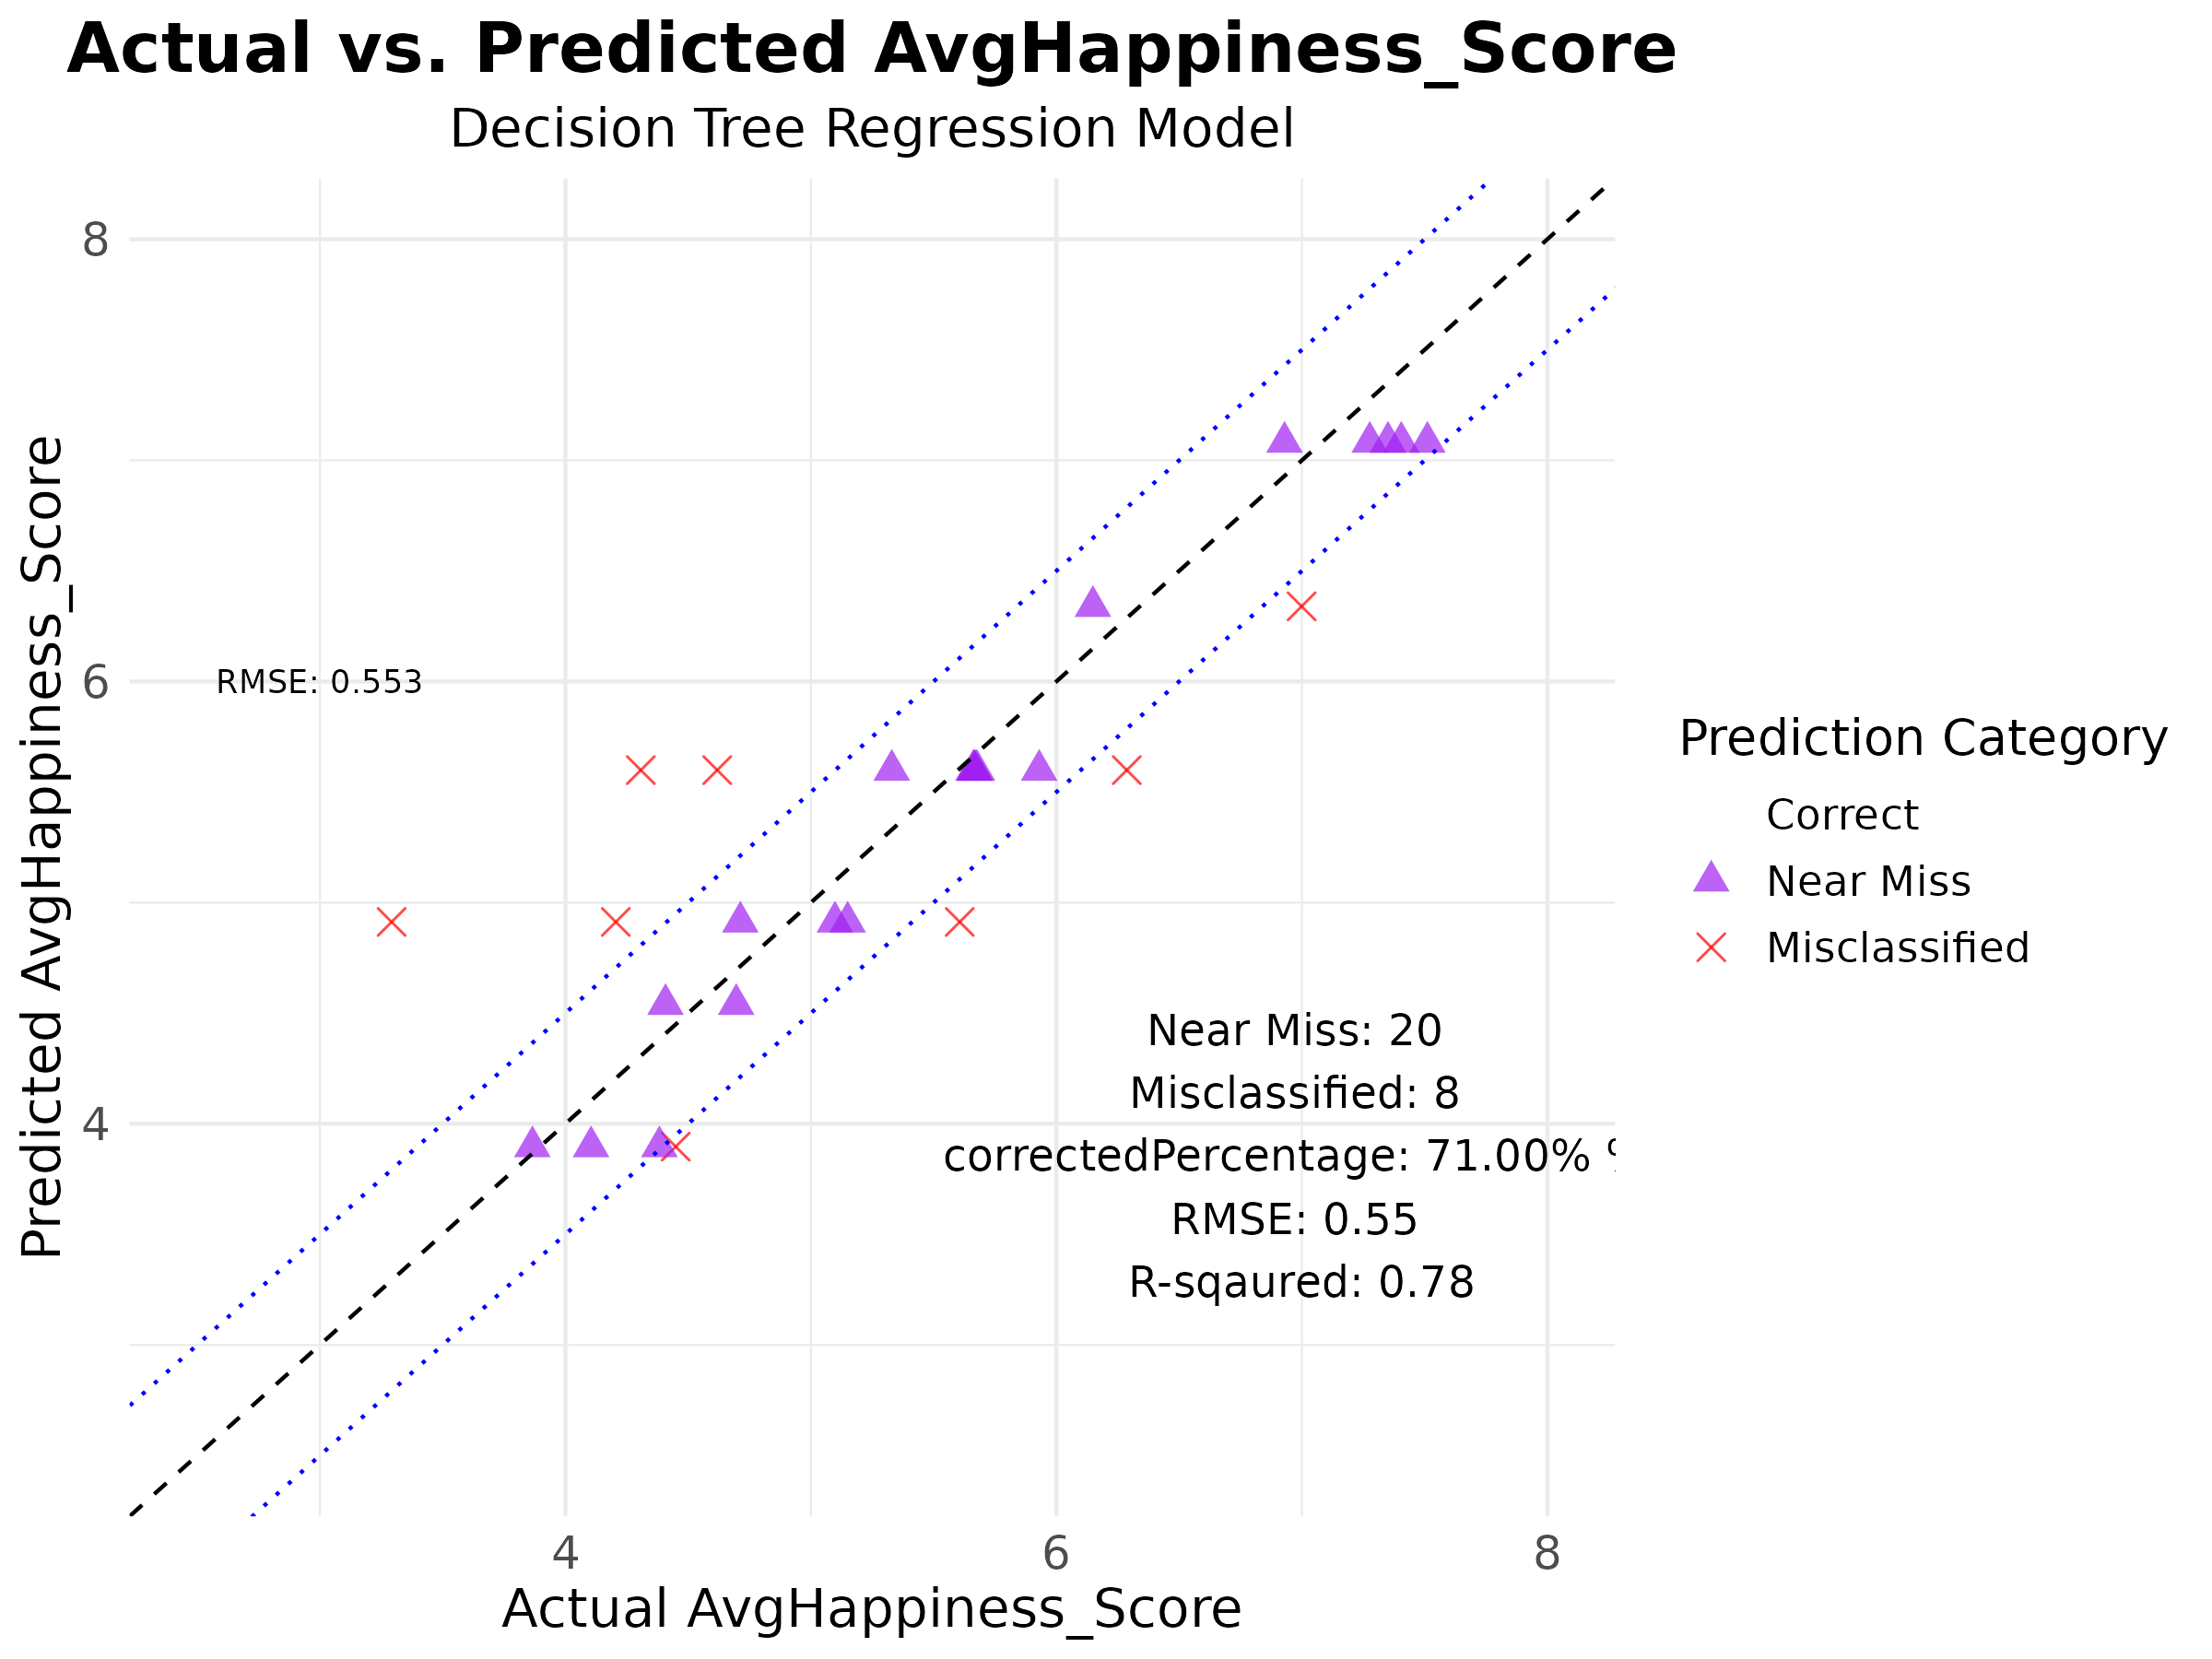 Actual vs. Predicted AvgHappiness_Score
Decision Tree Regression Model
Predicted AvgHappiness_Score
8
6
4
RMSE: 0.553
Near Miss: 20
Misclassified: 8
correctedPercentage: 71.00%
RMSE: 0.55
R-sqaured: 0.78
4
6
8
Actual AvgHappiness_Score
Prediction Category
Correct
Near Miss
Misclassified